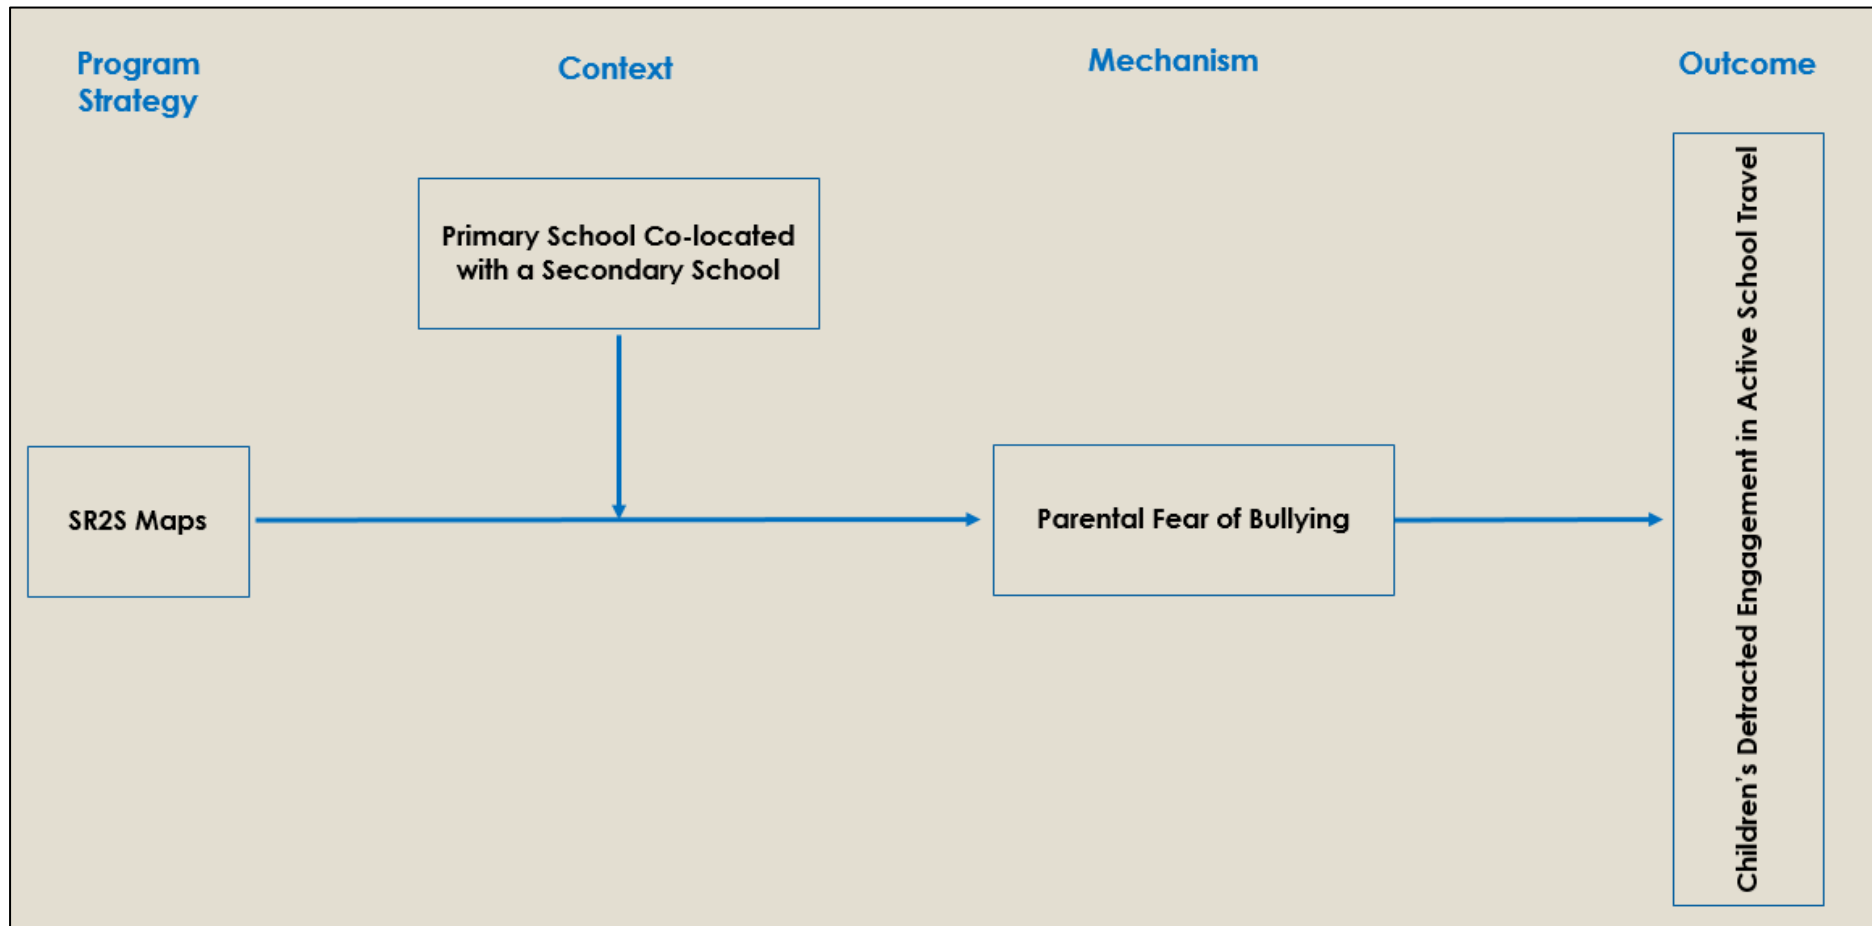 Program
Strategy
Context
Mechanism
Outcome
Primary School Co-located
with a Secondary School
SR2S Maps
Parental Fear of Bullying
Children's Detracted Engagement in Active School Travel